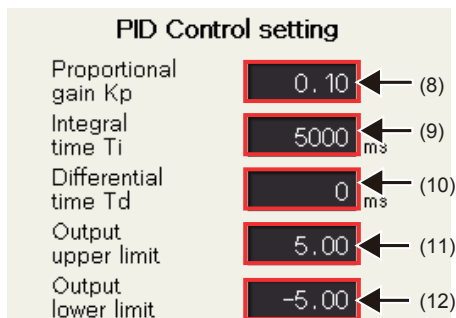 PID Control setting
Proportional
gain Kp
0.10
(8)
Integral
time Ti
5000 ms
(9)
Differential
time Td
0 ms
(10)
Output
upper limit
5.00
(11)
Output
lower limit
-5.00
(12)